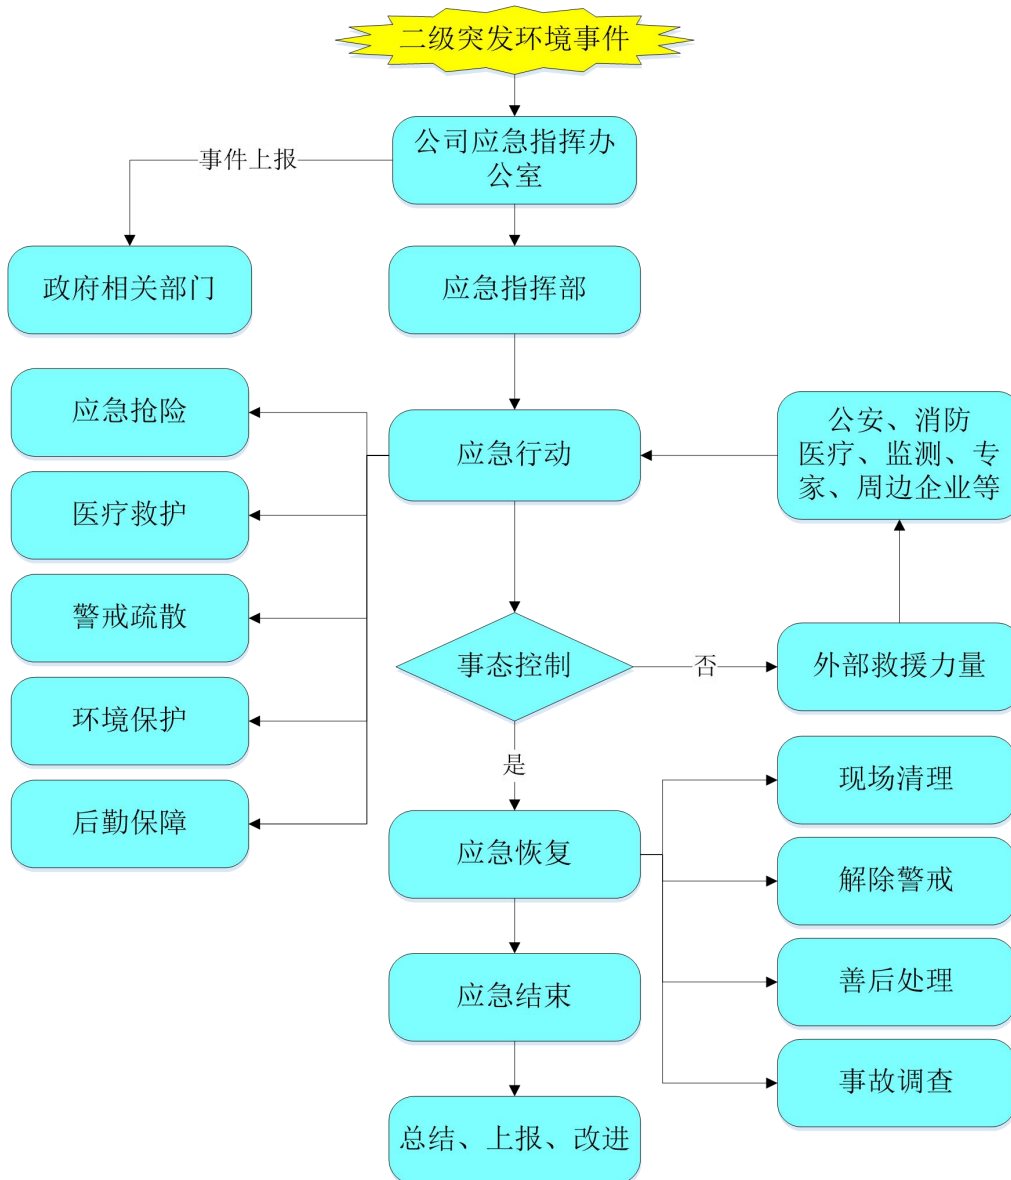 二级突发环境事件
公司应急指挥办
公室
事件上报
政府相关部门
应急指挥部
应急抢险
医疗救护
警戒疏散
环境保护
后勤保障
应急行动
公安、消防
医疗、监测、专
家、周边企业等
事态控制
否
外部救援力量
是
应急恢复
现场清理
解除警戒
善后处理
事故调查
应急结束
总结、上报、改进